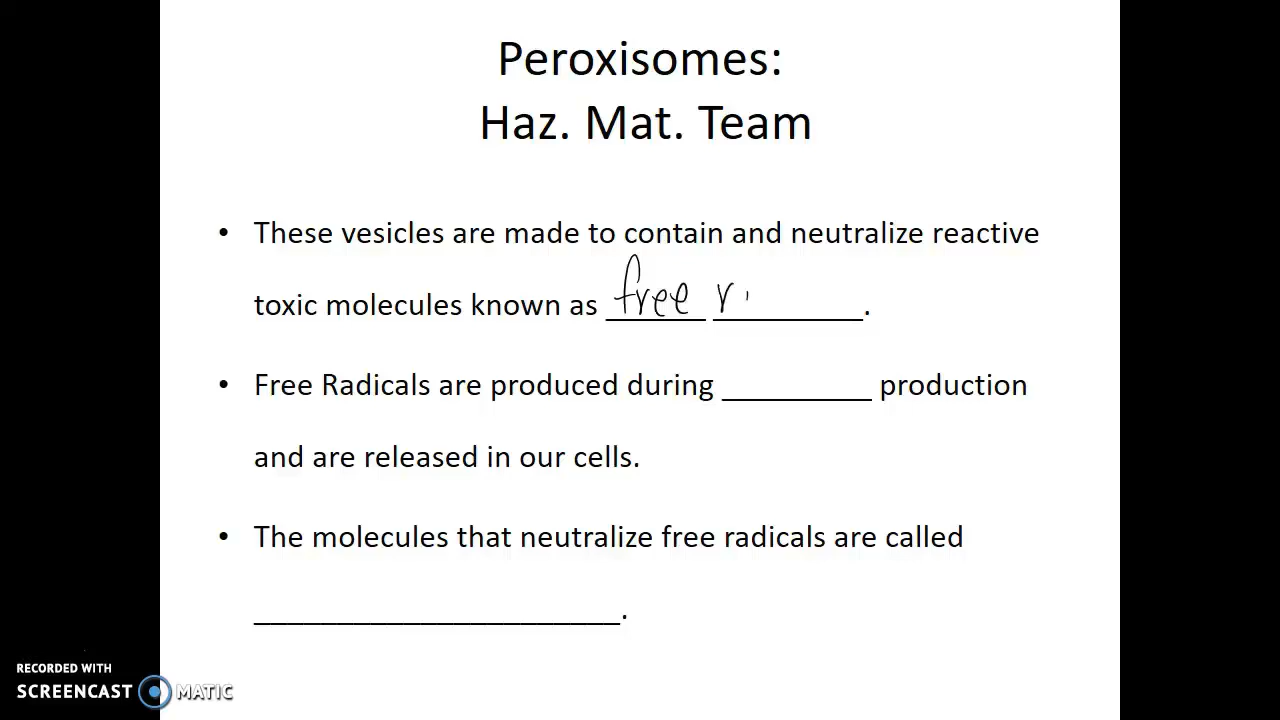 Peroxisomes:
Haz. Mat. Team
• These vesicles are made to contain and neutralize reactive
toxic molecules known as free r .
• Free Radicals are produced during _________ production
and are released in our cells.
• The molecules that neutralize free radicals are called
______________________.
RECORDED WITH
SCREENCAST MATIC